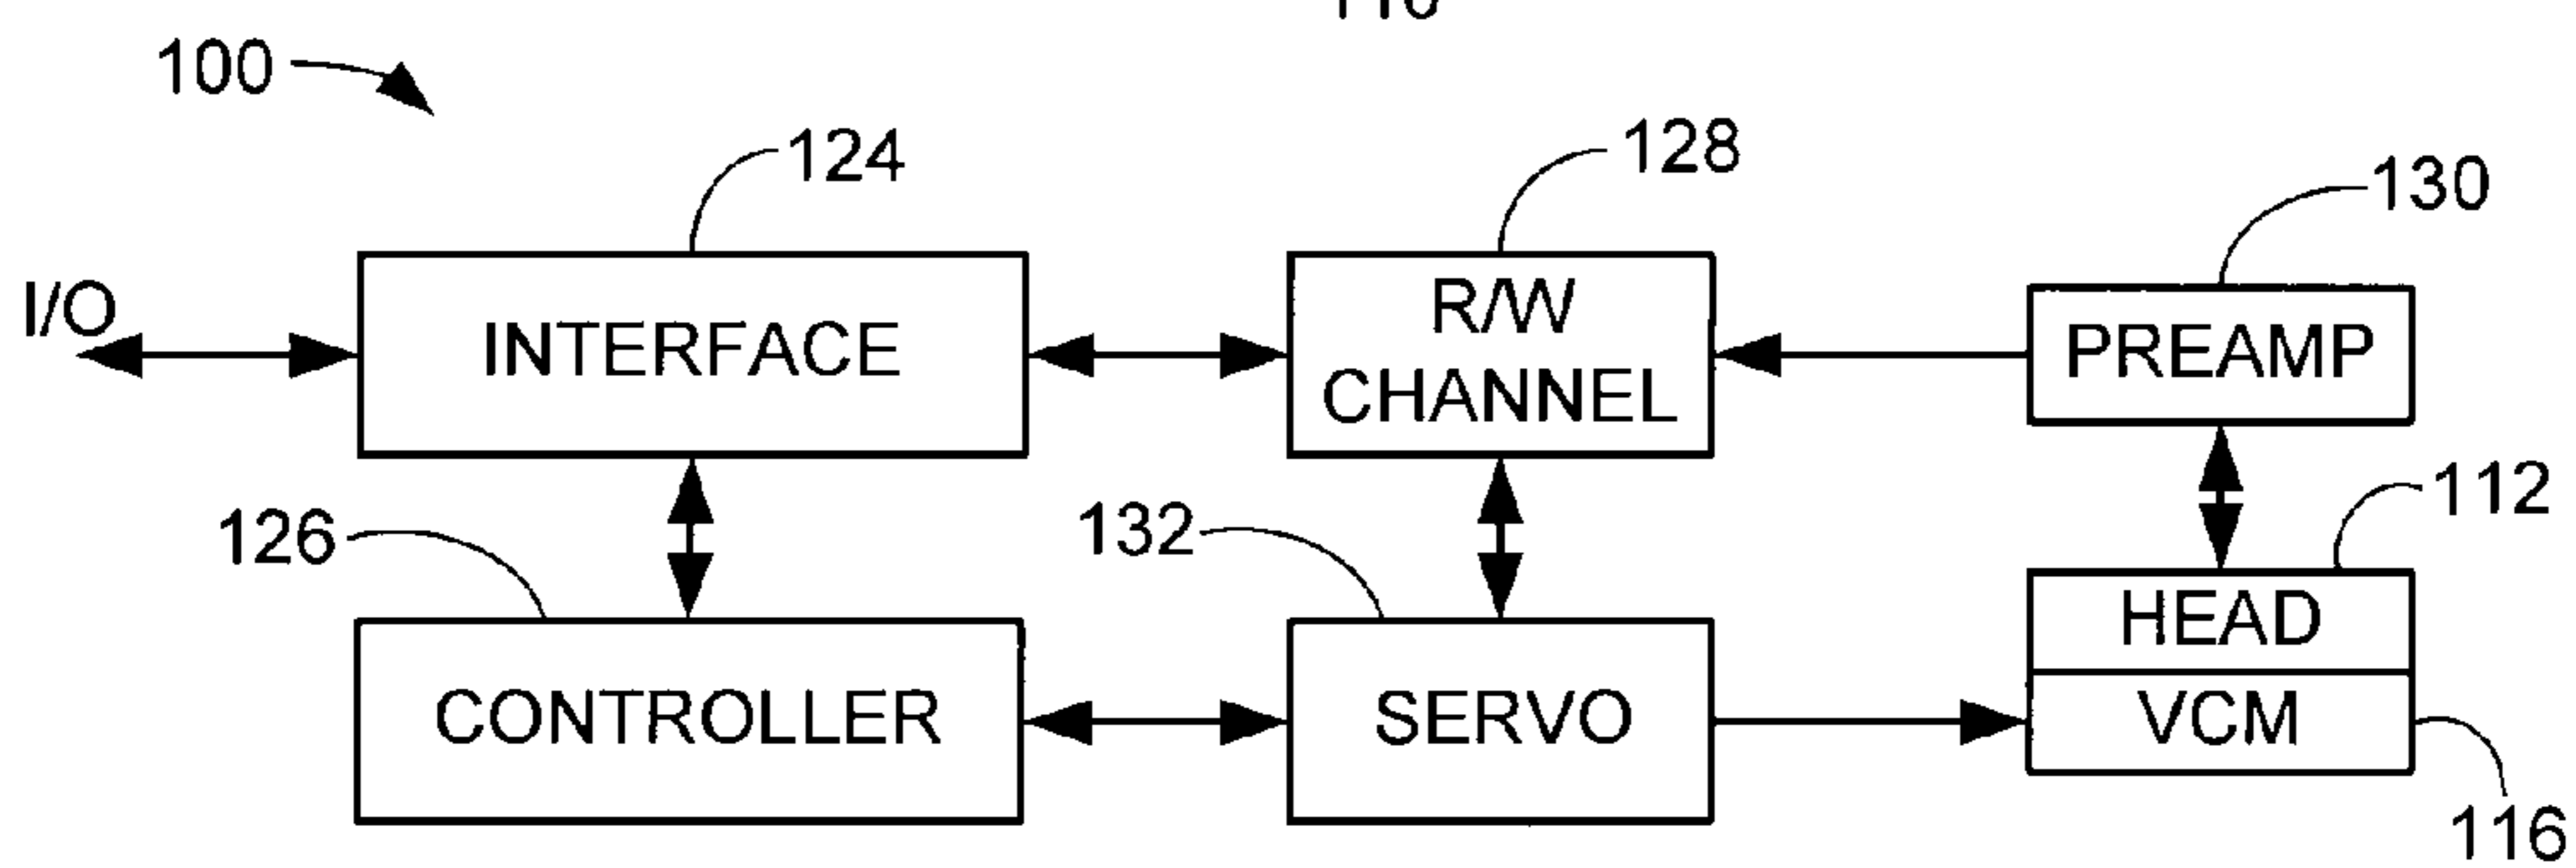 100
124
128
130
I/O
INTERFACE
R/W
CHANNEL
PREAMP
126
132
112
CONTROLLER
SERVO
HEAD
VCM
116